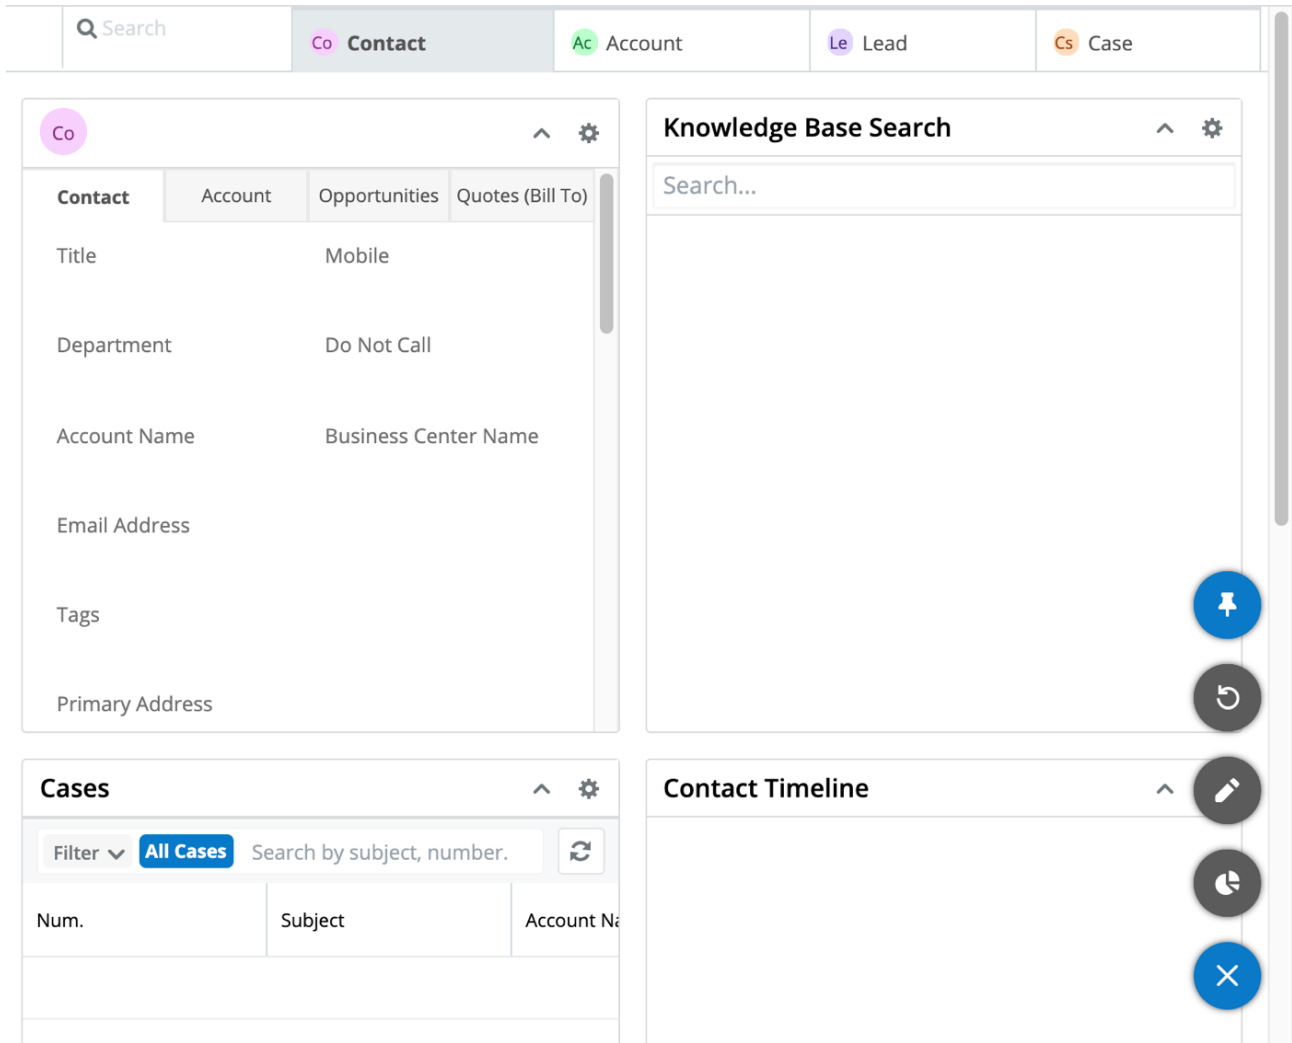 Search
Co Contact
Ac Account
Le Lead
Cs Case
Co
Contact Account Opportunities Quotes (Bill To)
Title Mobile
Department Do Not Call
Account Name Business Center Name
Email Address
Tags
Primary Address
Knowledge Base Search
Search...
Cases
Filter All Cases Search by subject, number.
Num. Subject Account Na
Contact Timeline